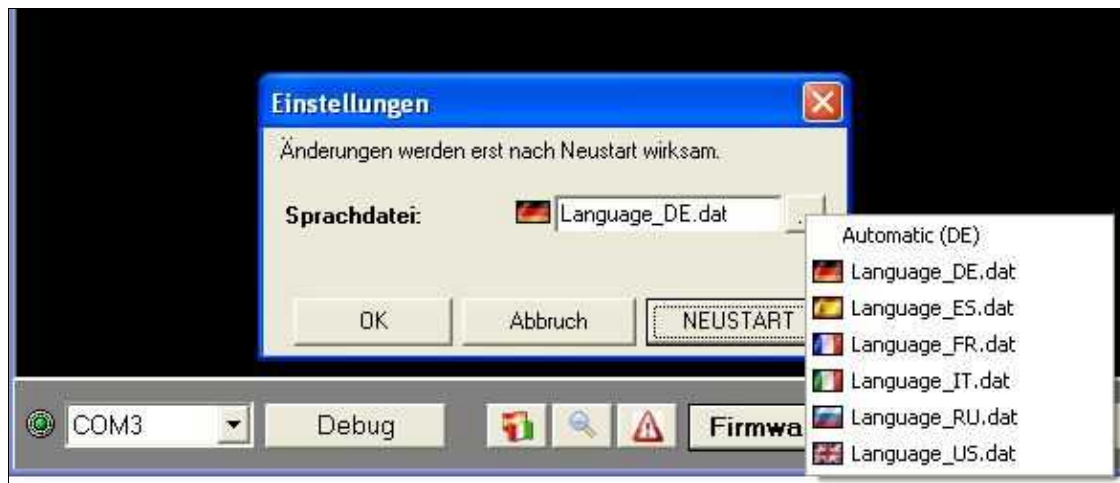 Einstellungen
Änderungen werden erst nach Neustart wirksam.
Sprachdatei:
Language_DE.dat
OK
Abbruch
NEUSTART
Automatic (DE)
Language_DE.dat
Language_ES.dat
Language_FR.dat
Language_IT.dat
Language_RU.dat
Language_US.dat
COM3
Debug